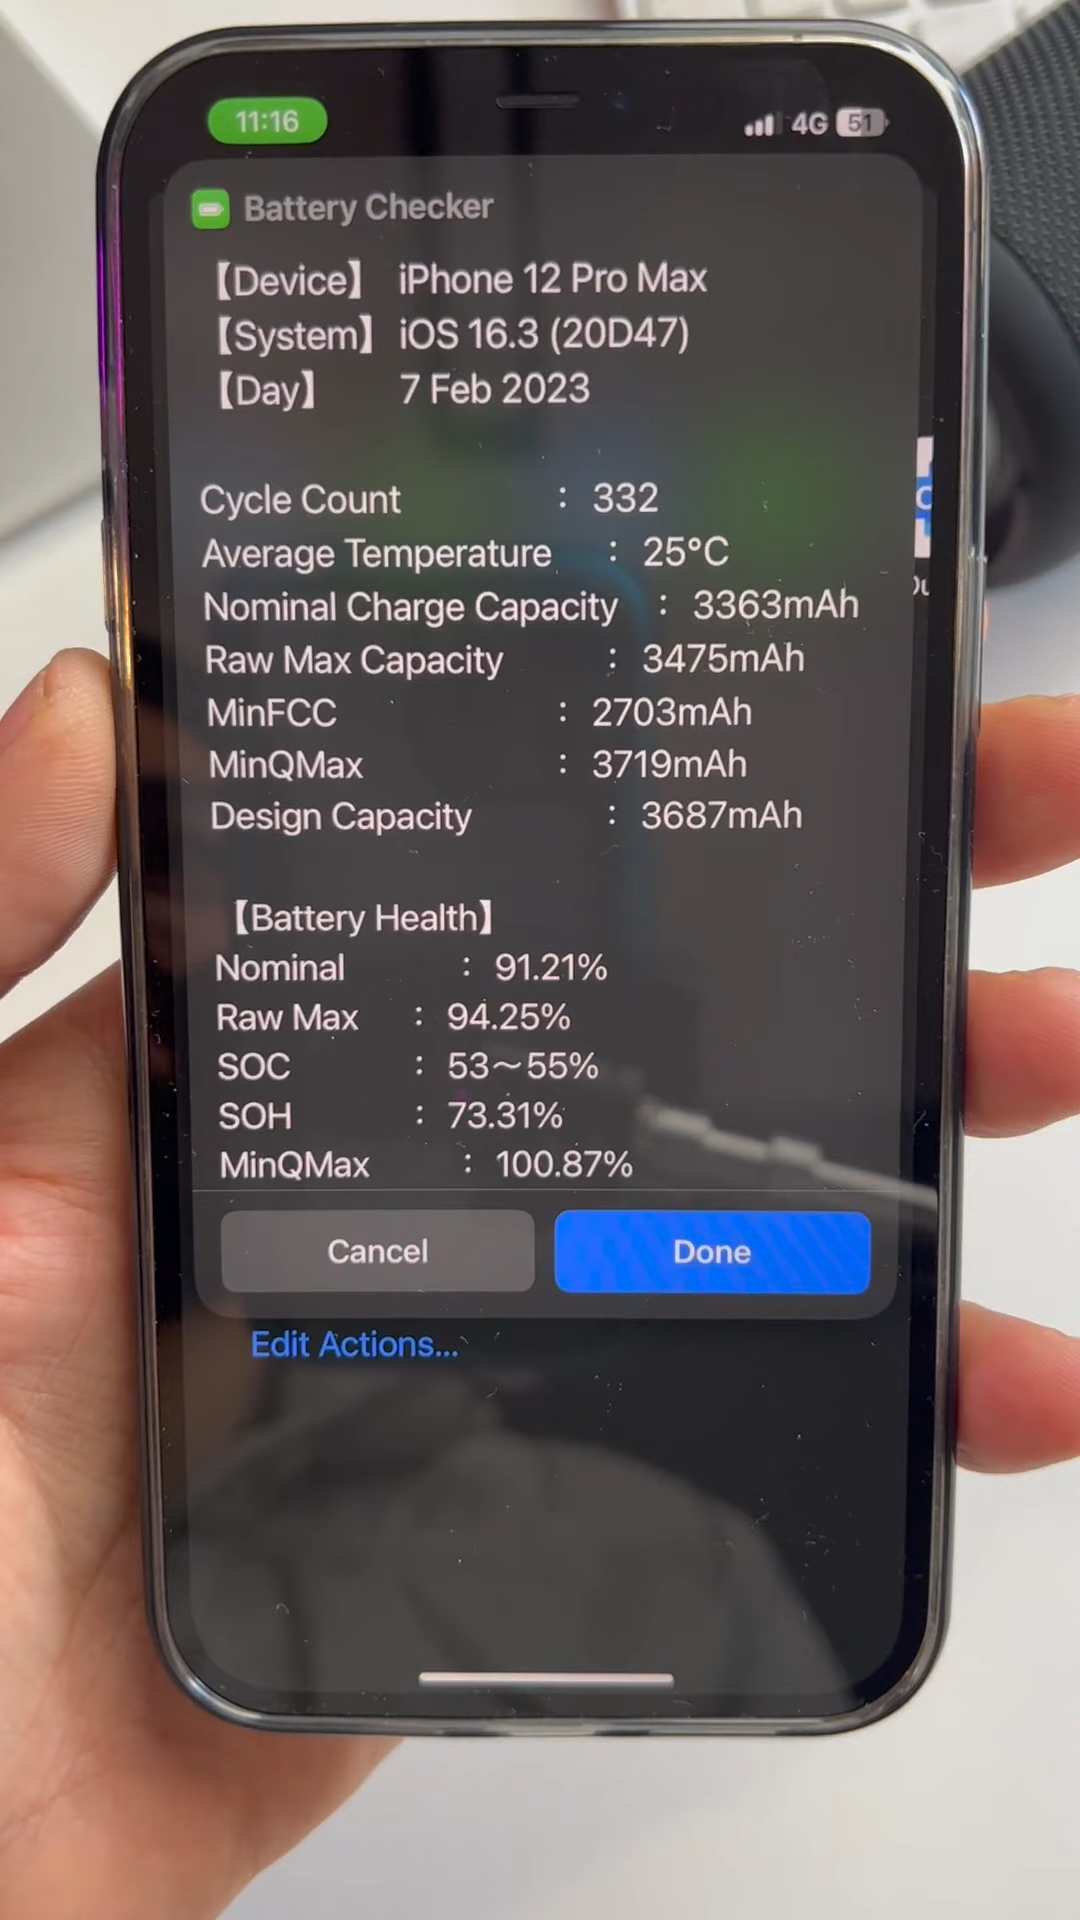 11:16 4G 51
Battery Checker
【Device】 iPhone 12 Pro Max
【System】 iOS 16.3 (20D47)
【Day】 7 Feb 2023
Cycle Count : 332
Average Temperature : 25°C
Nominal Charge Capacity : 3363mAh
Raw Max Capacity : 3475mAh
MinFCC : 2703mAh
MinQMax : 3719mAh
Design Capacity : 3687mAh
【Battery Health】
Nominal : 91.21%
Raw Max : 94.25%
SOC : 53～55%
SOH : 73.31%
MinQMax : 100.87%
Cancel Done
Edit Actions...